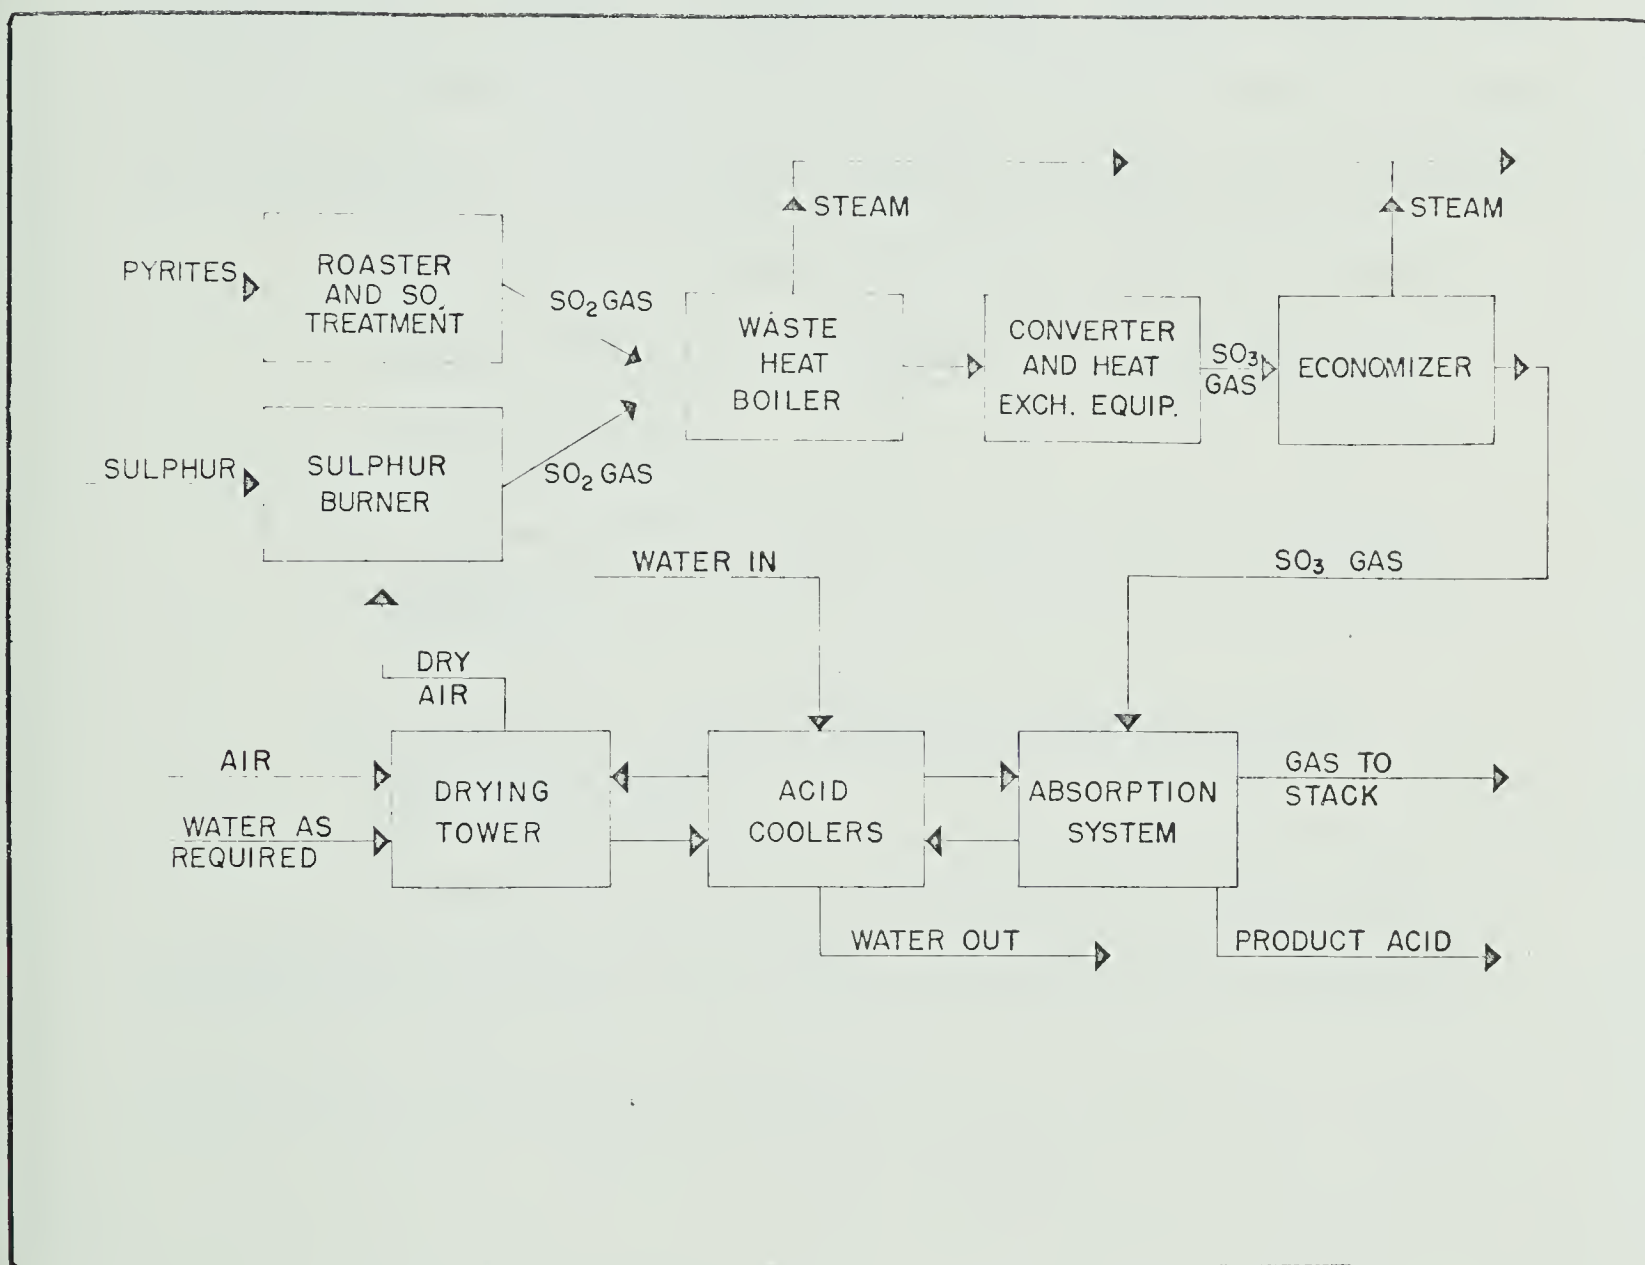 STEAM
STEAM
PYRITES
ROASTER
AND SO₂
TREATMENT
SO₂ GAS
WASTE
HEAT
BOILER
CONVERTER
AND HEAT
EXCH. EQUIP.
SO₃
GAS
ECONOMIZER
SULPHUR
SULPHUR
BURNER
SO₂ GAS
WATER IN
SO₃ GAS
DRY
AIR
AIR
WATER AS
REQUIRED
DRYING
TOWER
ACID
COOLERS
ABSORPTION
SYSTEM
GAS TO
STACK
WATER OUT
PRODUCT ACID